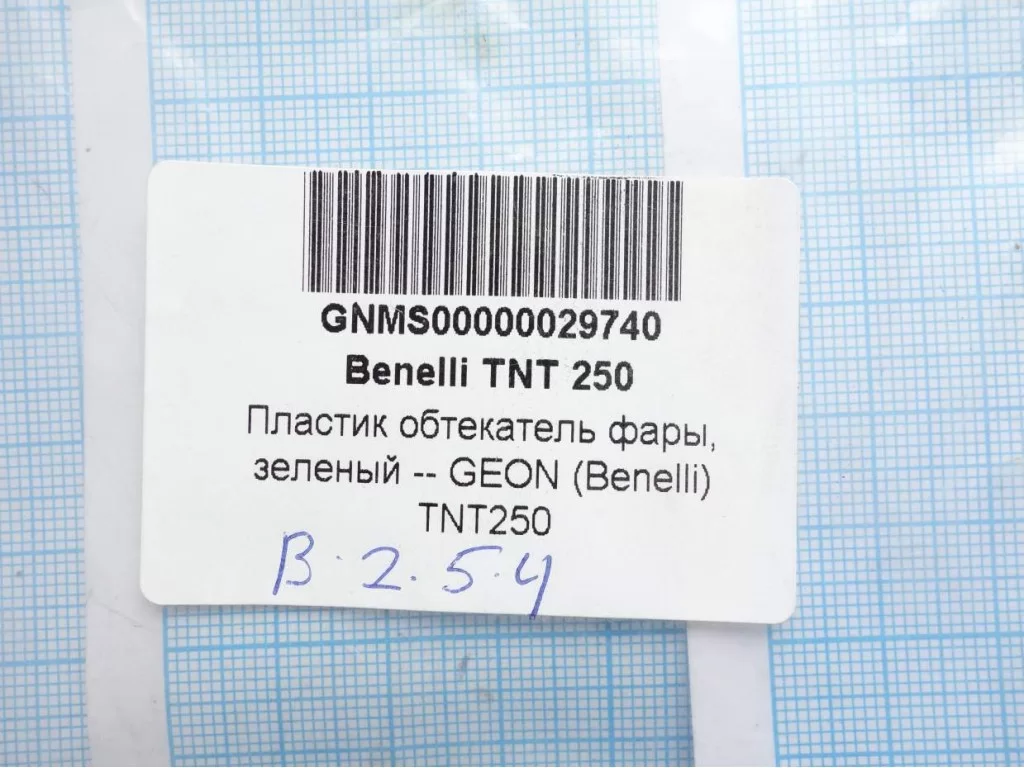 GNMS00000029740
Benelli TNT 250
Пластик обтекатель фары,
зеленый -- GEON (Benelli)
TNT250
B.2.5.4